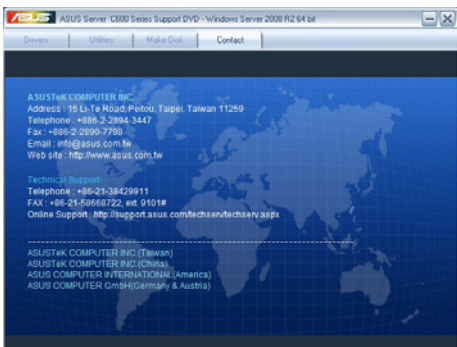 ASUS
ASUS Server C600 Series Support DVD - Windows Server 2008 R2 64 bit
Drivers Utilities Make Disk Contact
ASUSTeK COMPUTER INC.
Address : 15 Li-Te Road, Peitou, Taipei, Taiwan 11259
Telephone : +886-2-2894-3447
Fax : +886-2-2890-7798
Email : info@asus.com.tw
Web site : http://www.asus.com.tw
Technical Support
Telephone : +86-21-38429911
FAX : +86-21-58668722, ext. 9101#
Online Support : http://support.asus.com/techserv/techserv.aspx
ASUSTeK COMPUTER INC.(Taiwan)
ASUSTeK COMPUTER INC.(China)
ASUS COMPUTER INTERNATIONAL(America)
ASUS COMPUTER GmbH(Germany & Austria)